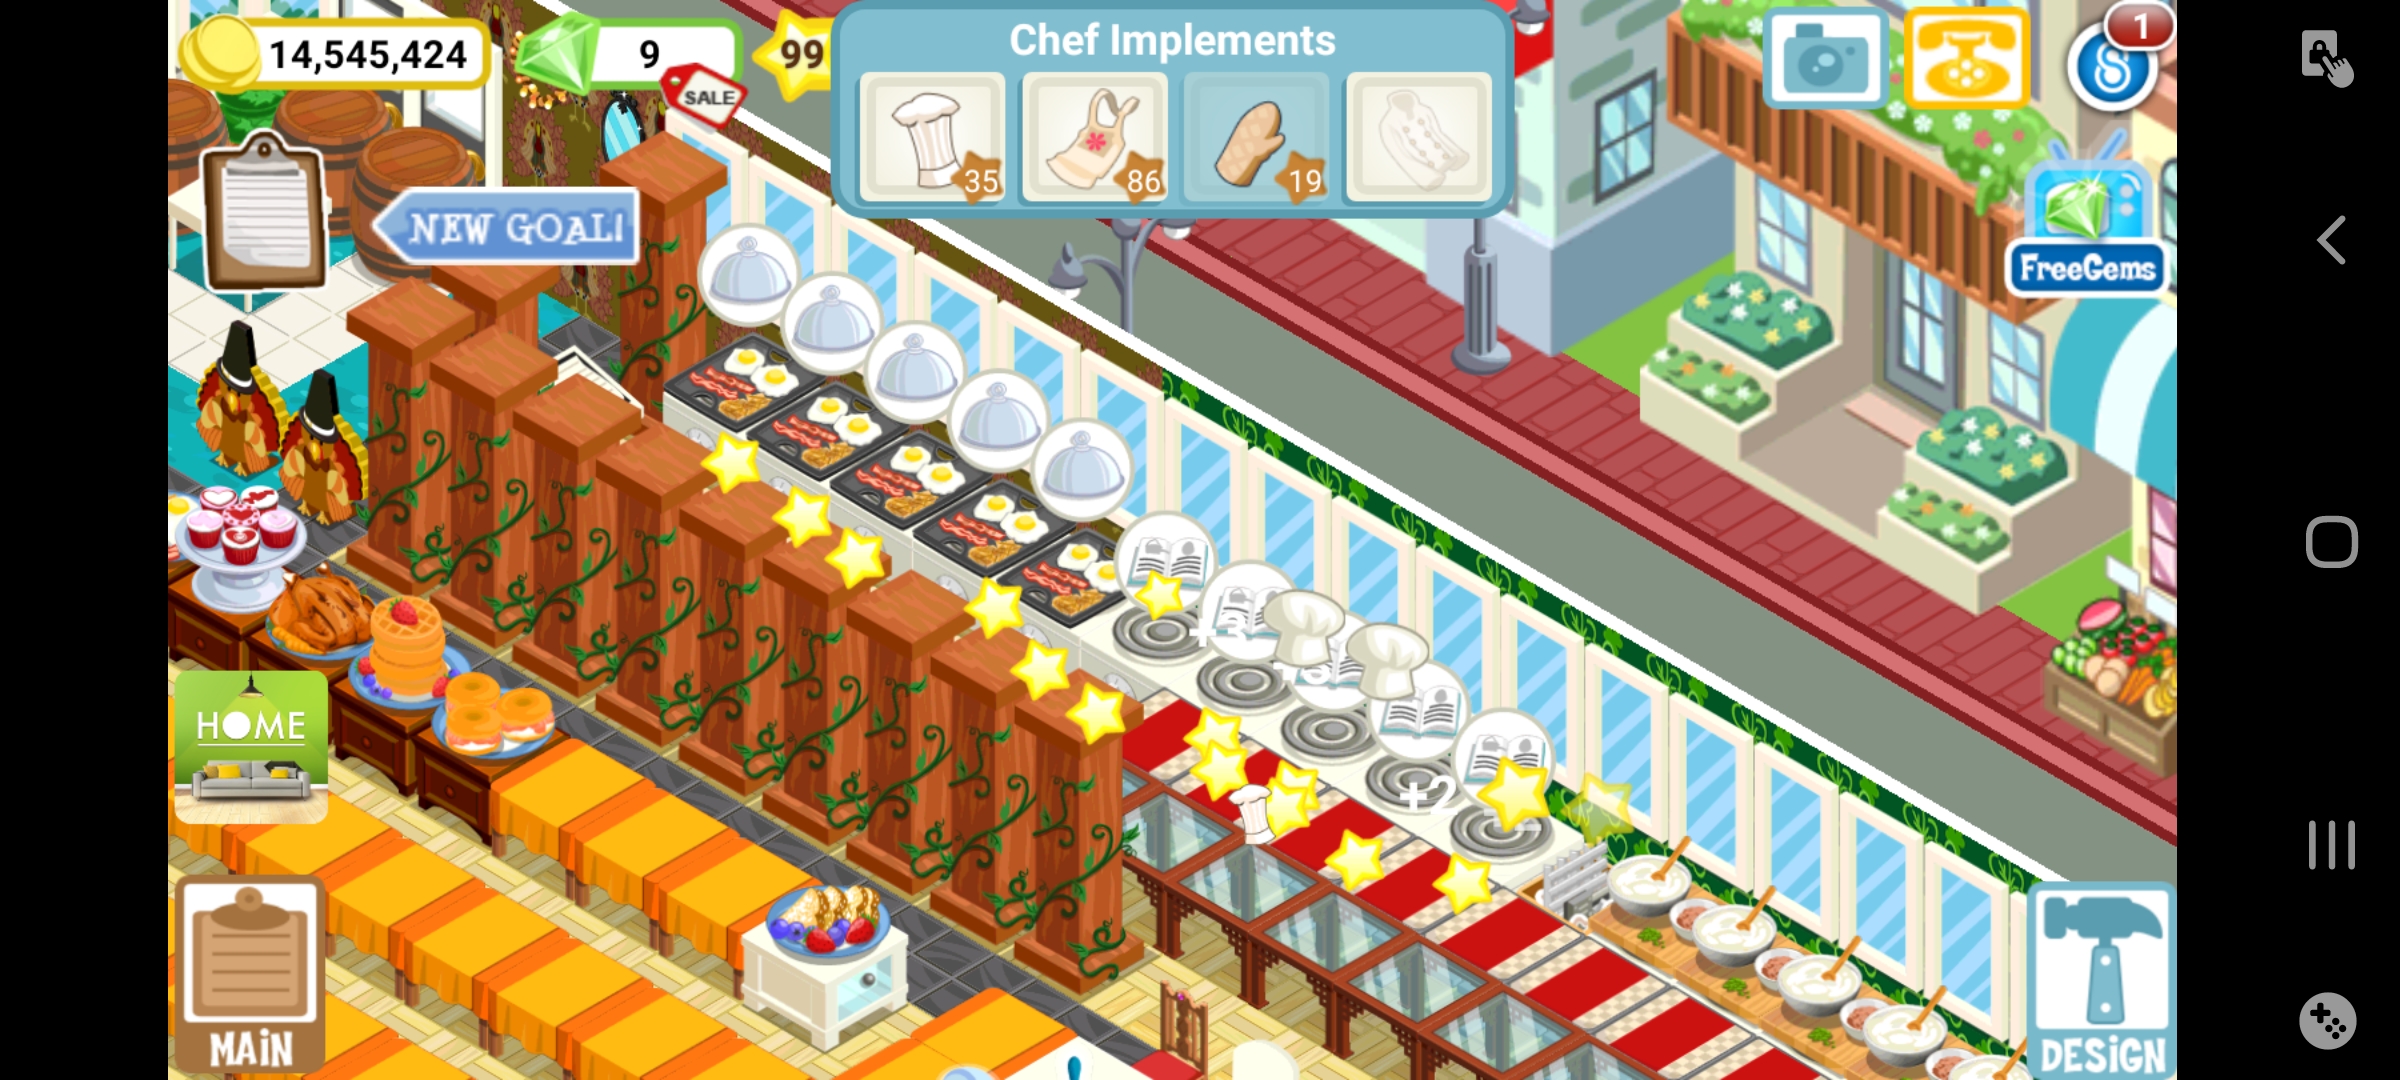 14,545,424
9
SALE
99
Chef Implements
35
86
19
1
NEW GOAL!
FreeGems
HOME
+3
+2
MAIN
DESIGN